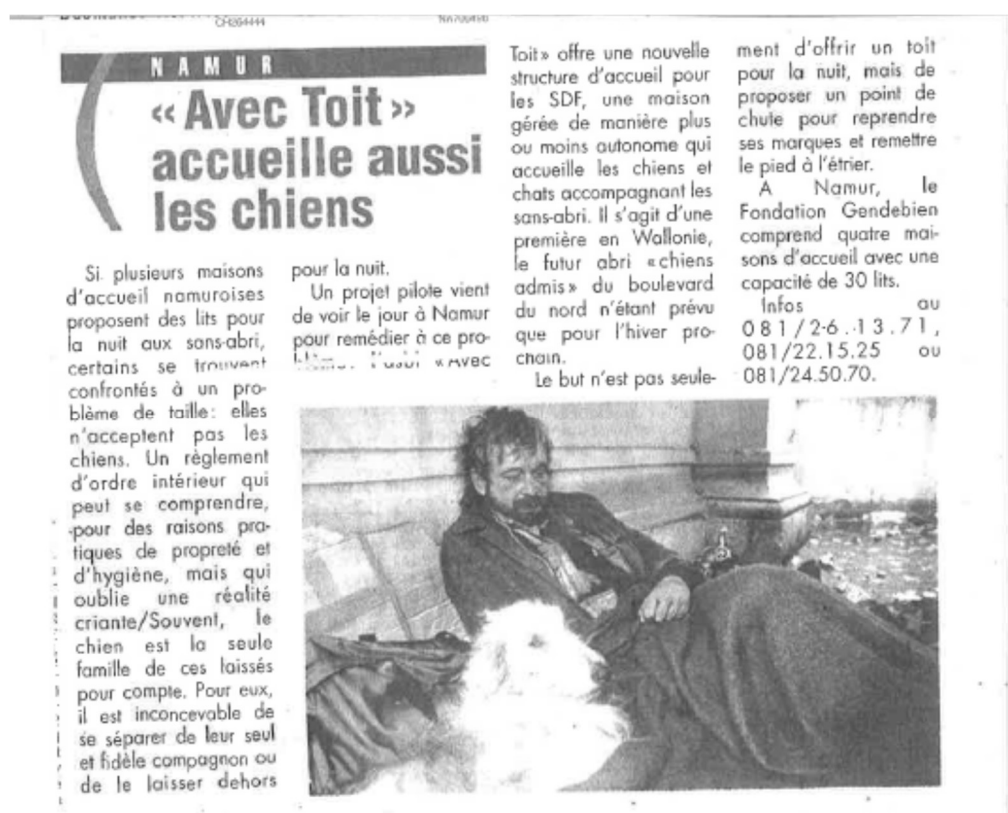 CH264444
NAMUR
« Avec Toit »
accueille aussi
les chiens
Si plusieurs maisons
d'accueil namuroises
proposent des lits pour
la nuit aux sans-abri,
certains se trouvent
confrontés à un pro-
blème de taille: elles
n'acceptent pas les
chiens. Un règlement
d'ordre intérieur qui
peut se comprendre,
pour des raisons pra-
tiques de propreté et
d'hygiène, mais qui
oublie une réalité
criante/Souvent, le
chien est la seule
famille de ces laissés
pour compte. Pour eux,
il est inconcevable de
se séparer de leur seul
et fidèle compagnon ou
de le laisser dehors
pour la nuit.
Un projet pilote vient
de voir le jour à Namur
pour remédier à ce pro-
blème. l'asbl «Avec
Toit» offre une nouvelle
structure d'accueil pour
les SDF, une maison
gérée de manière plus
ou moins autonome qui
accueille les chiens et
chats accompagnant les
sans-abri. Il s'agit d'une
première en Wallonie,
le futur abri «chiens
admis» du boulevard
du nord n'étant prévu
que pour l'hiver pro-
chain.
Le but n'est pas seule-
ment d'offrir un toit
pour la nuit, mais de
proposer un point de
chute pour reprendre
ses marques et remettre
le pied à l'étrier.
A Namur, le
Fondation Gendebien
comprend quatre mai-
sons d'accueil avec une
capacité de 30 lits.
Infos au
081/2-6.-13.71,
081/22.15.25 ou
081/24.50.70.